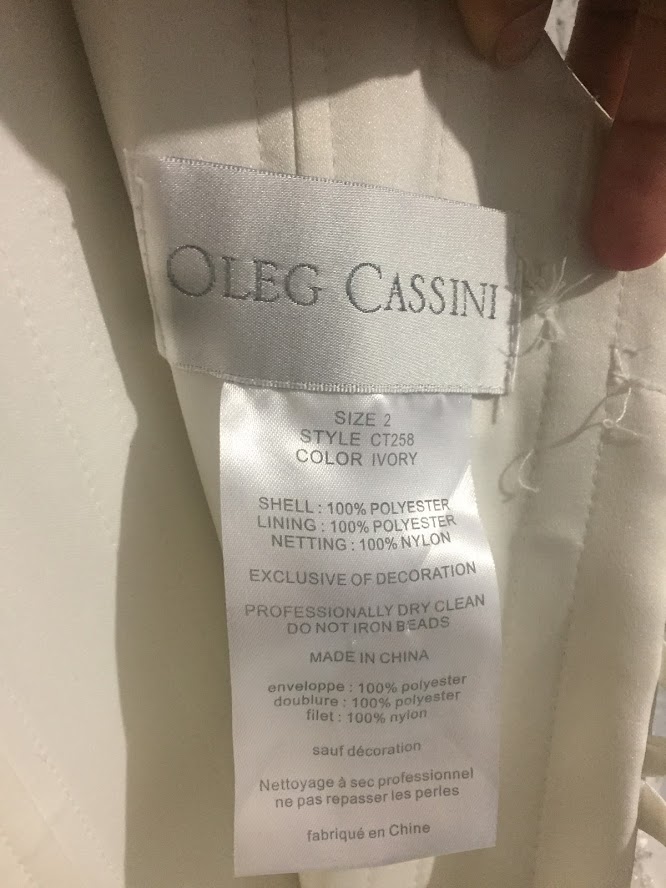 OLEG CASSINI
SIZE 2
STYLE CT258
COLOR IVORY
SHELL : 100% POLYESTER
LINING : 100% POLYESTER
NETTING : 100% NYLON
EXCLUSIVE OF DECORATION
PROFESSIONALLY DRY CLEAN
DO NOT IRON BEADS
MADE IN CHINA
enveloppe : 100% polyester
doublure : 100% polyester
filet : 100% nylon
sauf décoration
Nettoyage à sec professionnel
ne pas repasser les perles
fabriqué en Chine